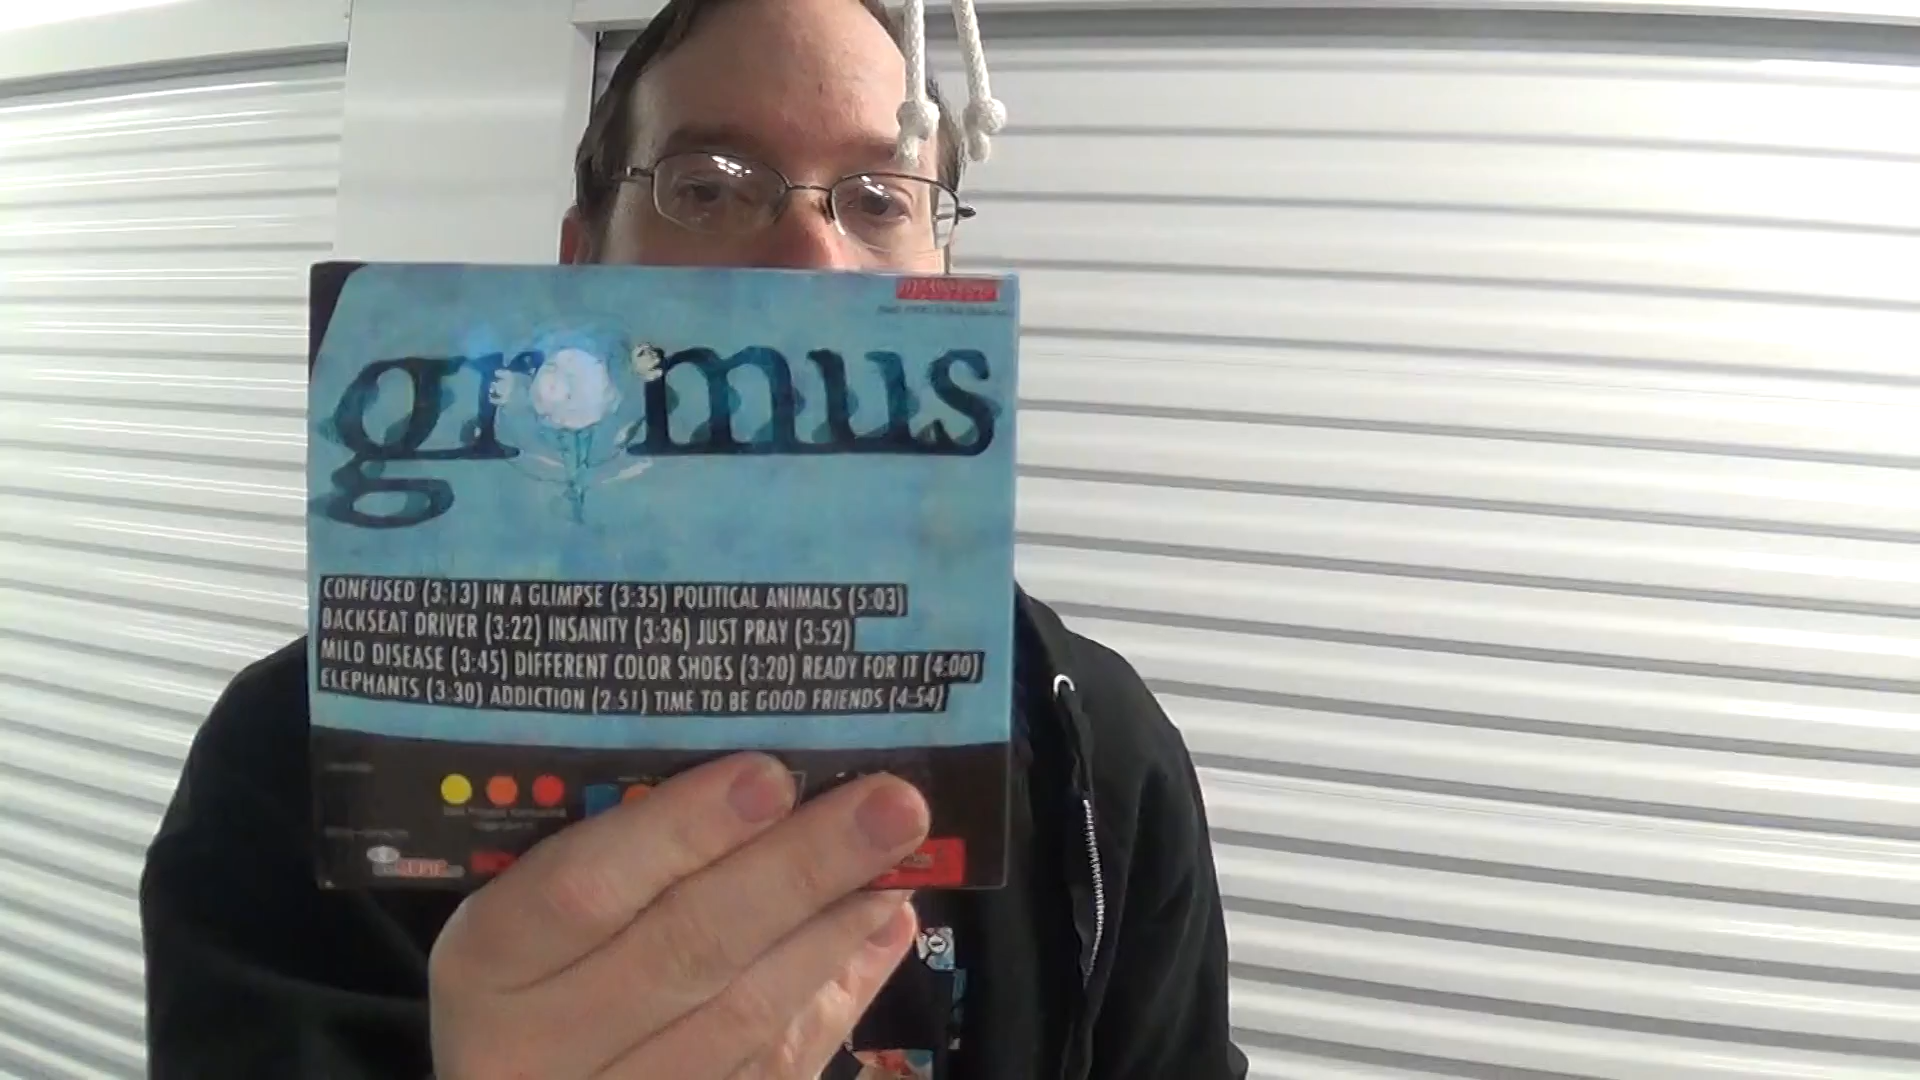 gromus
CONFUSED (3:13) IN A GLIMPSE (3:35) POLITICAL ANIMALS (5:03)
BACKSEAT DRIVER (3:22) INSANITY (3:36) JUST PRAY (3:52)
MILD DISEASE (3:45) DIFFERENT COLOR SHOES (3:20) READY FOR IT (4:00)
ELEPHANTS (3:30) ADDICTION (2:51) TIME TO BE GOOD FRIENDS (4:54)